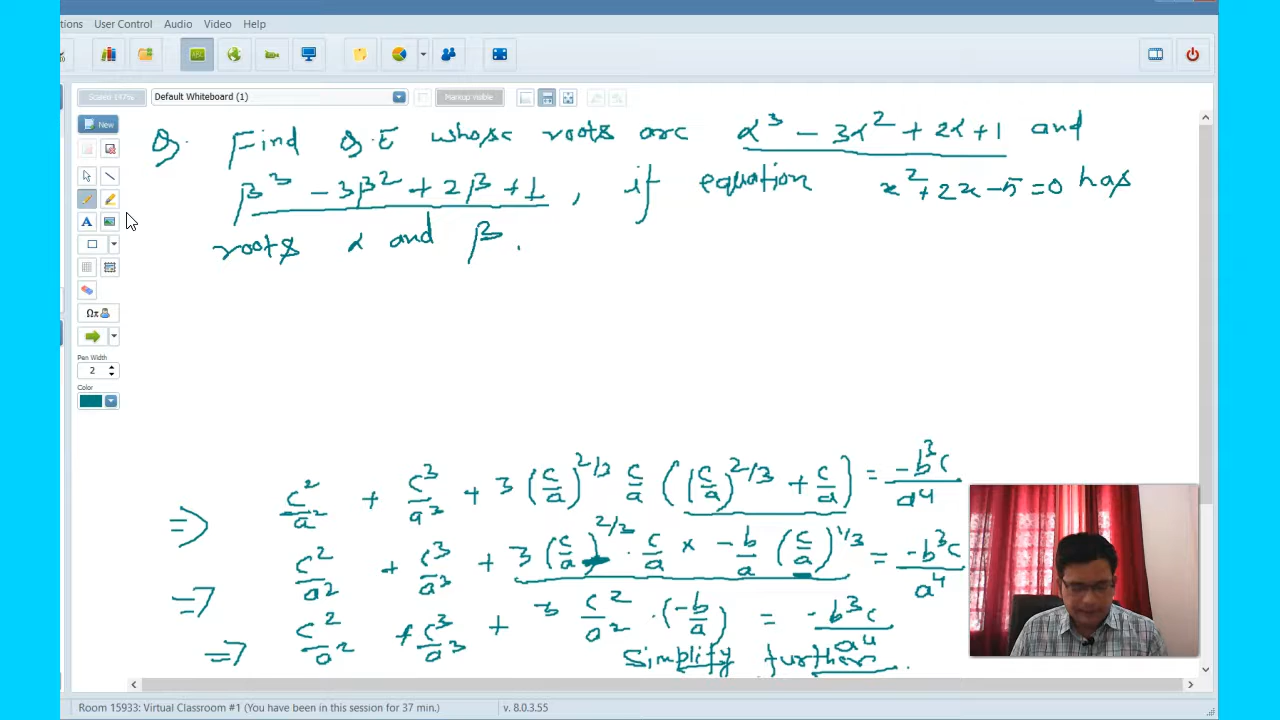 User Control Audio Video Help
Default Whiteboard (1)
Markup Visible
New
A
Ωπ
Pen Width
2
Color
Q. Find Q.E whose roots are α³ − 3α² + 2α + 1 and
β³ − 3β² + 2β + 1, if equation x² + 2x − 5 = 0 has
roots α and β.
⇒ c²/a² + c³/a³ + 3 (c/a)^2/3 c/a ((c/a)^2/3 + c/a) = −b³c/a⁴
⇒ c²/a² + c³/a³ + 3 (c/a)^2/3 · c/a × −b/a (c/a)^1/3 = −b³c/a⁴
⇒ c²/a² + c³/a³ + 3 c²/a² · (−b/a) = −b³c/a⁴
Simplify further.
Room 15933: Virtual Classroom #1 (You have been in this session for 37 min.) v. 8.0.3.55